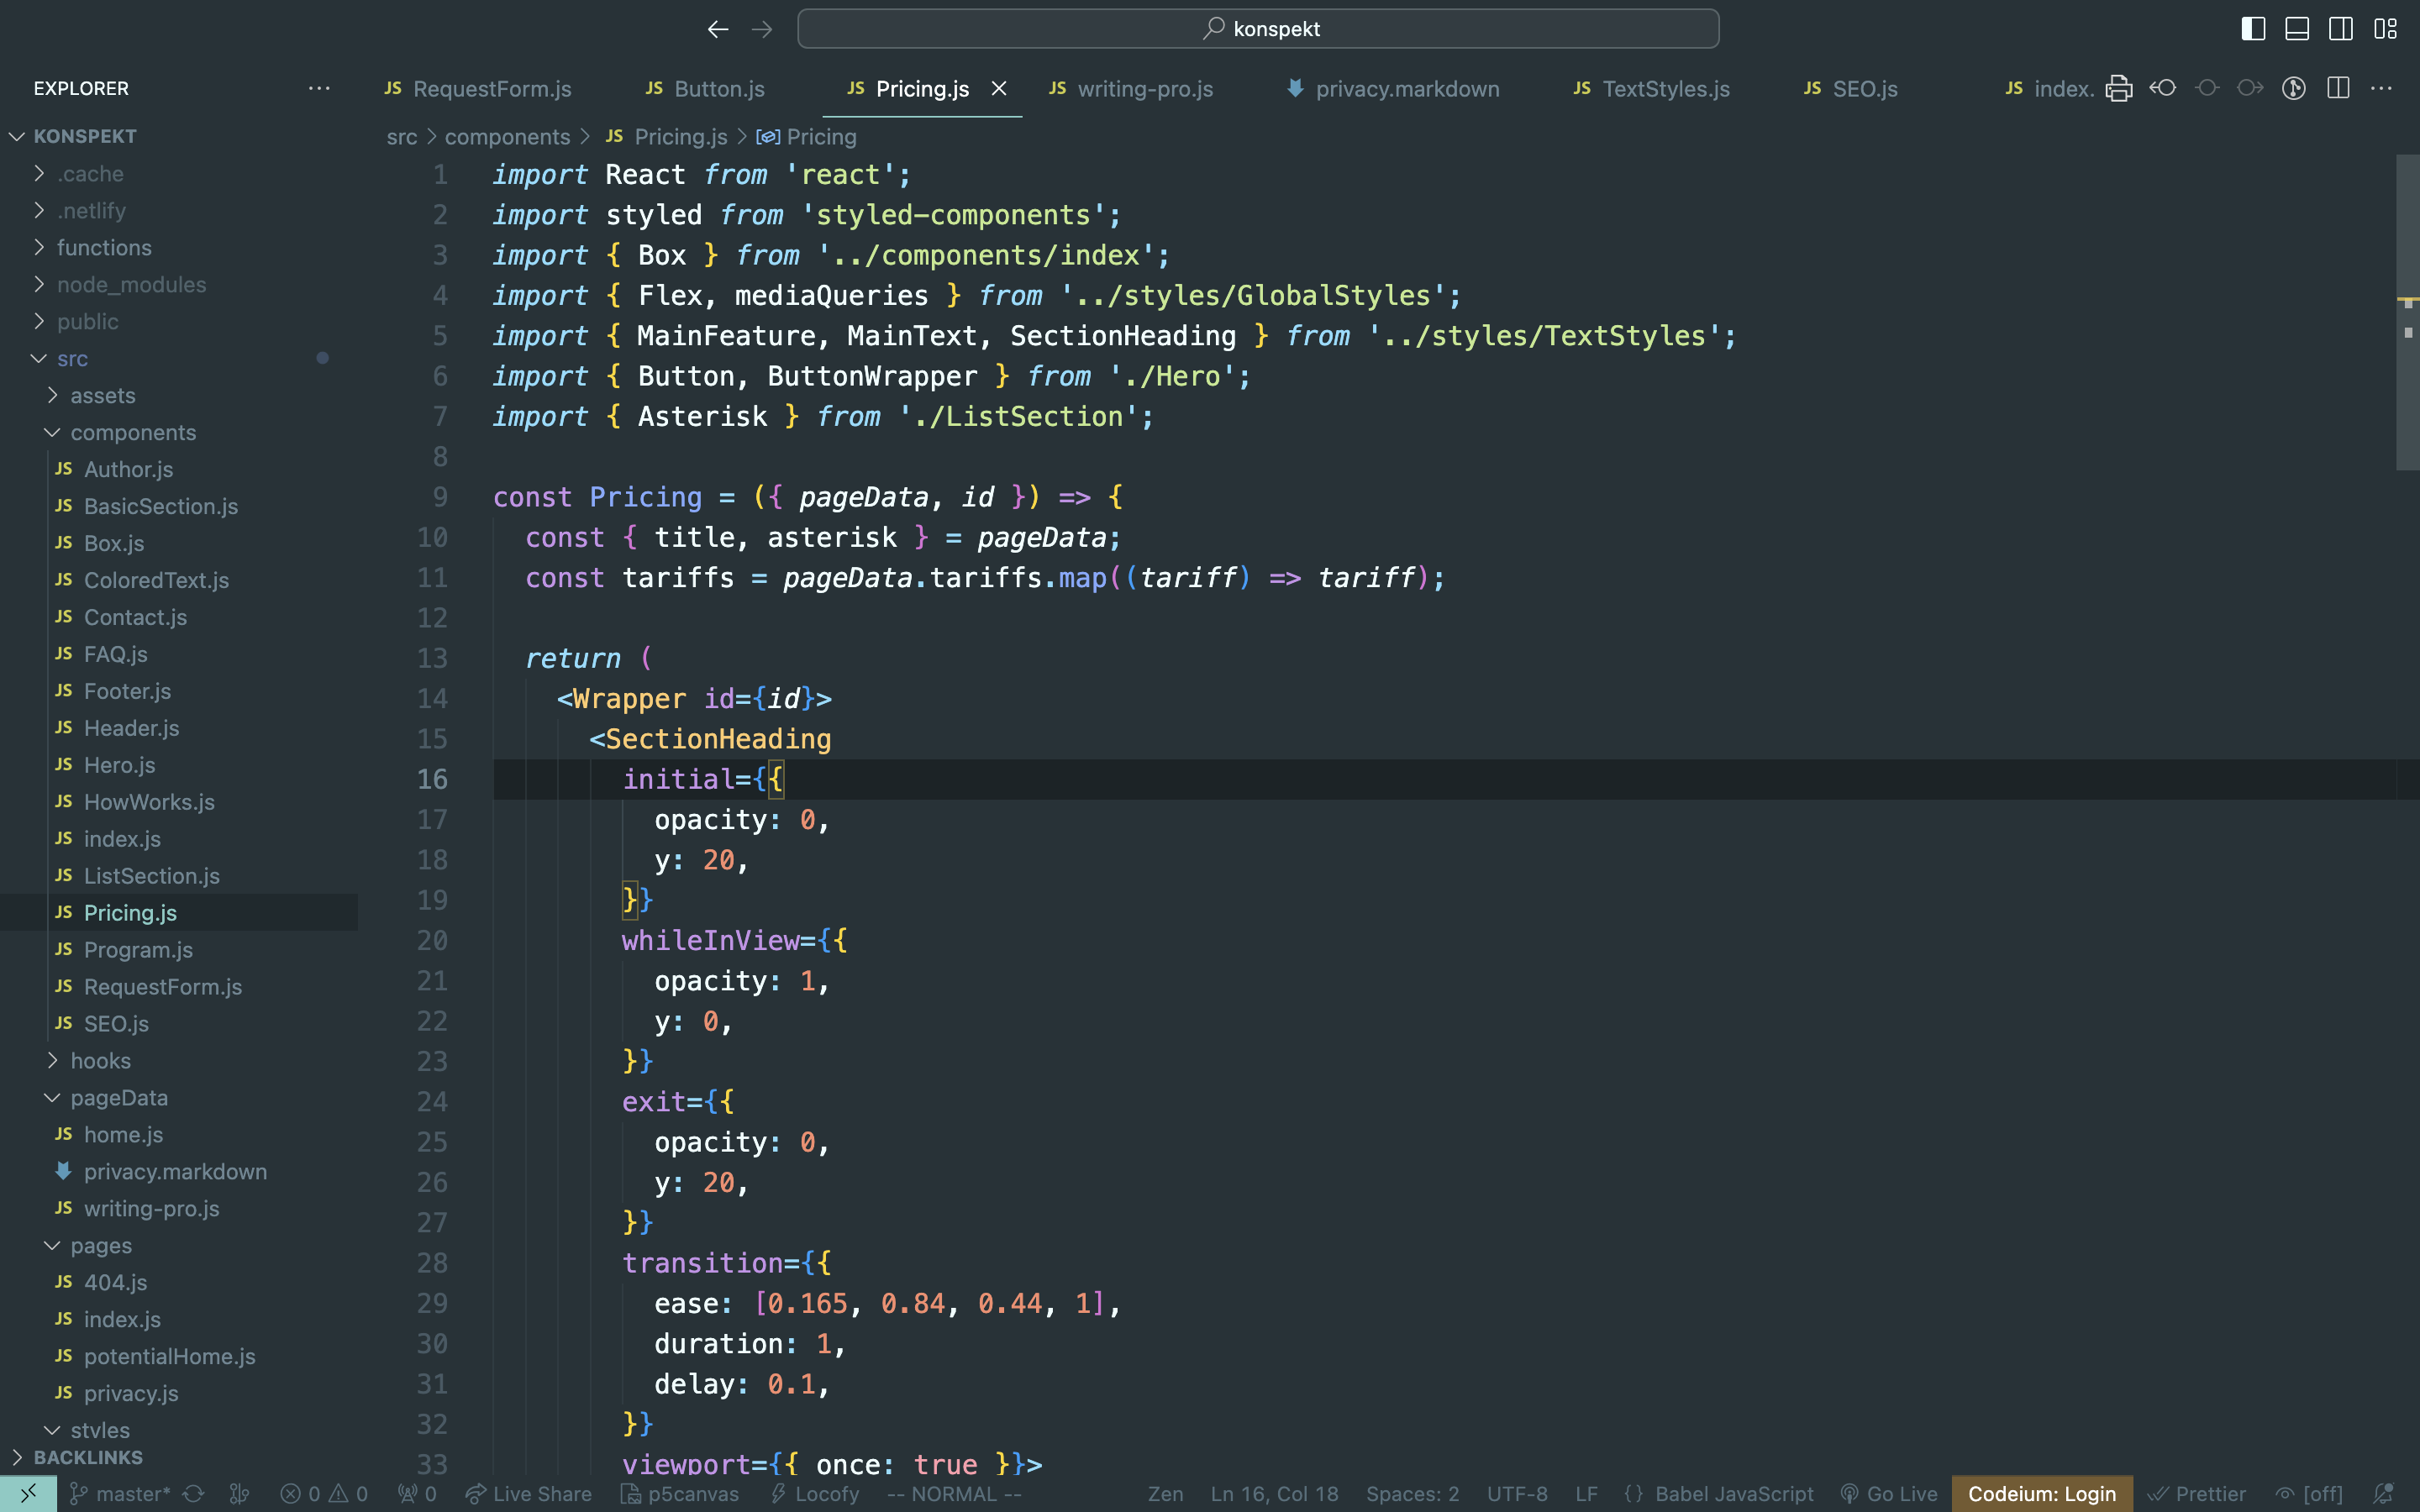 konspekt
EXPLORER
RequestForm.js
Button.js
Pricing.js
writing-pro.js
privacy.markdown
TextStyles.js
SEO.js
index.
KONSPEKT
.cache
.netlify
functions
node_modules
public
src
assets
components
JS Author.js
JS BasicSection.js
JS Box.js
JS ColoredText.js
JS Contact.js
JS FAQ.js
JS Footer.js
JS Header.js
JS Hero.js
JS HowWorks.js
JS index.js
JS ListSection.js
JS Pricing.js
JS Program.js
JS RequestForm.js
JS SEO.js
hooks
pageData
JS home.js
privacy.markdown
JS writing-pro.js
pages
JS 404.js
JS index.js
JS potentialHome.js
JS privacy.js
styles
BACKLINKS
src > components > JS Pricing.js > Pricing
1 import React from 'react';
2 import styled from 'styled-components';
3 import { Box } from '../components/index';
4 import { Flex, mediaQueries } from '../styles/GlobalStyles';
5 import { MainFeature, MainText, SectionHeading } from '../styles/TextStyles';
6 import { Button, ButtonWrapper } from './Hero';
7 import { Asterisk } from './ListSection';
8
9 const Pricing = ({ pageData, id }) => {
10 const { title, asterisk } = pageData;
11 const tariffs = pageData.tariffs.map((tariff) => tariff);
12
13 return (
14 <Wrapper id={id}>
15 <SectionHeading
16 initial={{
17 opacity: 0,
18 y: 20,
19 }}
20 whileInView={{
21 opacity: 1,
22 y: 0,
23 }}
24 exit={{
25 opacity: 0,
26 y: 20,
27 }}
28 transition={{
29 ease: [0.165, 0.84, 0.44, 1],
30 duration: 1,
31 delay: 0.1,
32 }}
33 viewport={{ once: true }}>
master* 0 0 0 Live Share p5canvas Locofy -- NORMAL -- Zen Ln 16, Col 18 Spaces: 2 UTF-8 LF {} Babel JavaScript Go Live Codeium: Login Prettier [off]